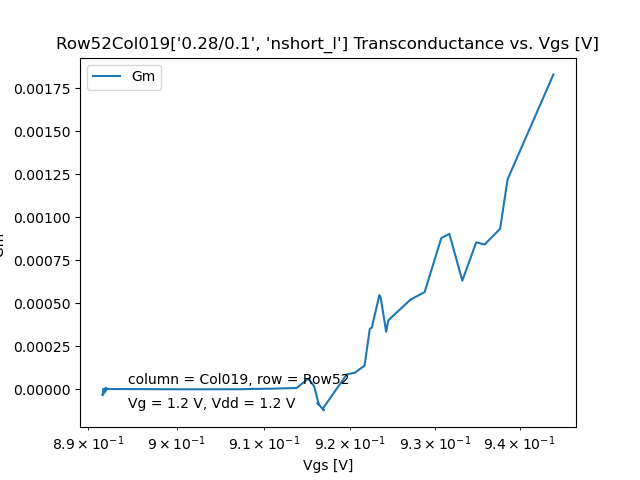 Row52Col019['0.28/0.1', 'nshort_l'] Transconductance vs. Vgs [V]
Gm
0.00175
0.00150
0.00125
0.00100
0.00075
0.00050
0.00025
0.00000
Gm
column = Col019, row = Row52
Vg = 1.2 V, Vdd = 1.2 V
8.9 × 10⁻¹ 9 × 10⁻¹ 9.1 × 10⁻¹ 9.2 × 10⁻¹ 9.3 × 10⁻¹ 9.4 × 10⁻¹
Vgs [V]